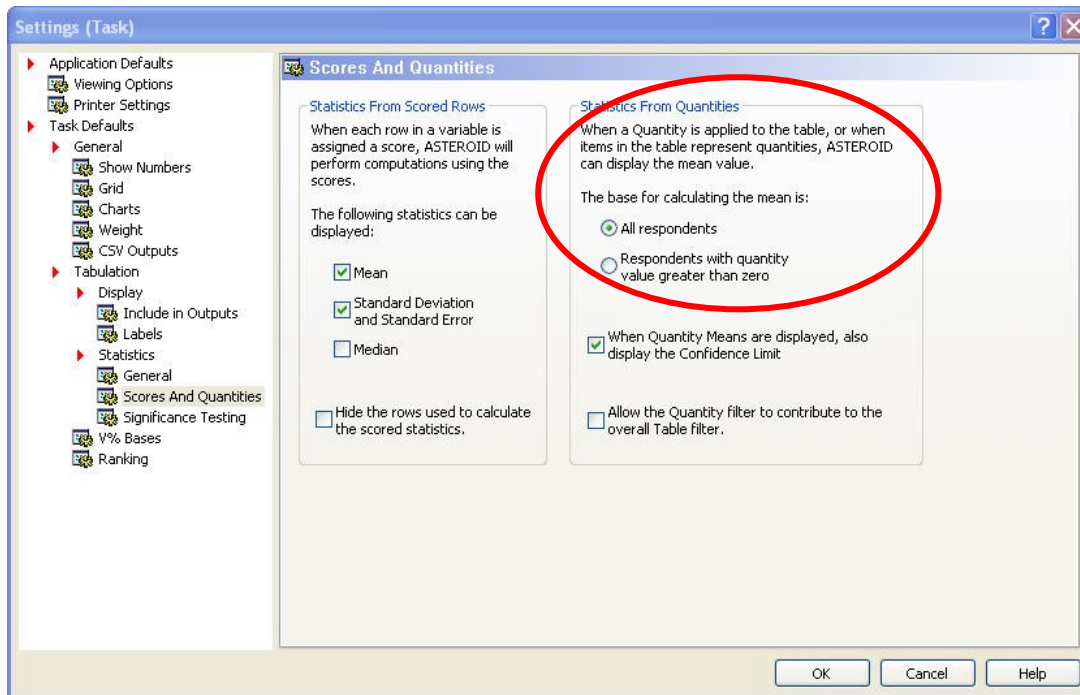 Settings (Task)
Application Defaults
Viewing Options
Printer Settings
Task Defaults
General
Show Numbers
Grid
Charts
Weight
CSV Outputs
Tabulation
Display
Include in Outputs
Labels
Statistics
General
Scores And Quantities
Significance Testing
V% Bases
Ranking
Scores And Quantities
Statistics From Scored Rows
When each row in a variable is
assigned a score, ASTEROID will
perform computations using the
scores.
The following statistics can be
displayed:
Mean
Standard Deviation
and Standard Error
Median
Hide the rows used to calculate
the scored statistics.
Statistics From Quantities
When a Quantity is applied to the table, or when
items in the table represent quantities, ASTEROID
can display the mean value.
The base for calculating the mean is:
All respondents
Respondents with quantity
value greater than zero
When Quantity Means are displayed, also
display the Confidence Limit
Allow the Quantity filter to contribute to the
overall Table filter.
OK
Cancel
Help